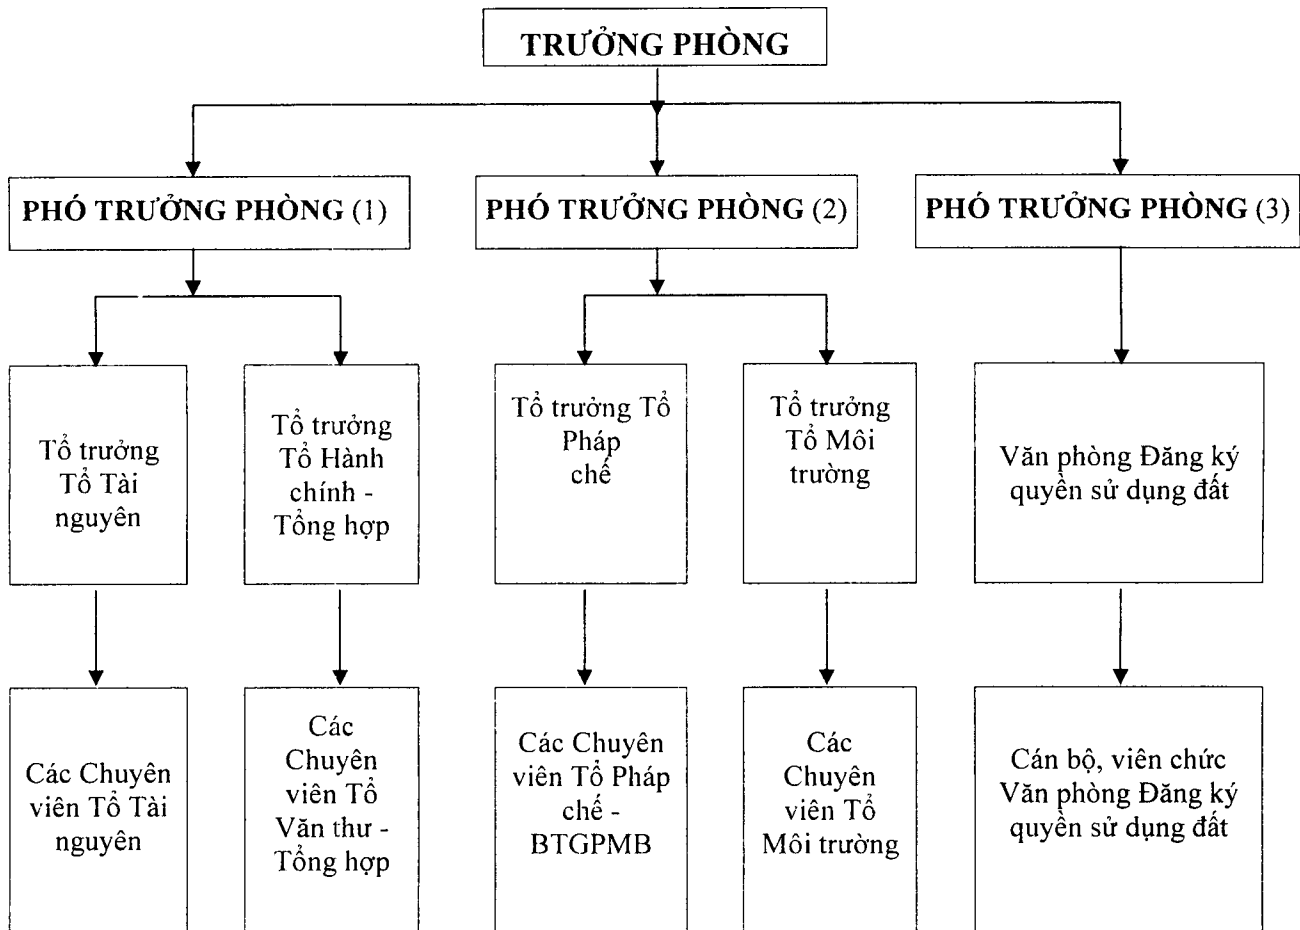 TRƯỞNG PHÒNG
PHÓ TRƯỞNG PHÒNG (1)
PHÓ TRƯỞNG PHÒNG (2)
PHÓ TRƯỞNG PHÒNG (3)
Tổ trưởng
Tổ Tài
nguyên
Tổ trưởng
Tổ Hành
chính -
Tổng hợp
Tổ trưởng Tổ
Pháp
chế
Tổ trưởng
Tổ Môi
trường
Văn phòng Đăng ký
quyền sử dụng đất
Các Chuyên
viên Tổ Tài
nguyên
Các
Chuyên
viên Tổ
Văn thư -
Tổng hợp
Các Chuyên
viên Tổ Pháp
chế -
BTGPMB
Các
Chuyên
viên Tổ
Môi trường
Cán bộ, viên chức
Văn phòng Đăng ký
quyền sử dụng đất